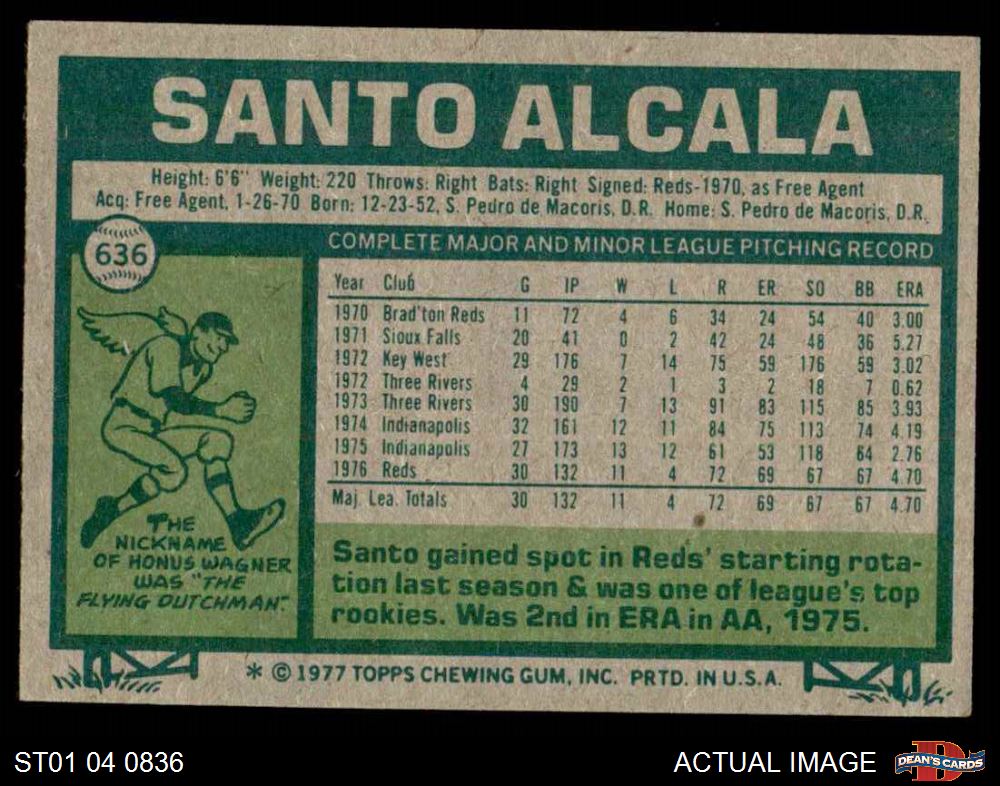 SANTO ALCALA
Height: 6'6" Weight: 220 Throws: Right Bats: Right Signed: Reds-1970, as Free Agent
Acq: Free Agent, 1-26-70 Born: 12-23-52, S. Pedro de Macoris, D.R. Home: S. Pedro de Macoris, D.R.
636
COMPLETE MAJOR AND MINOR LEAGUE PITCHING RECORD
Year Club G IP W L R ER SO BB ERA
1970 Brad'ton Reds 11 72 4 6 34 24 54 40 3.00
1971 Sioux Falls 20 41 0 2 42 24 48 36 5.27
1972 Key West 29 176 7 14 75 59 176 59 3.02
1972 Three Rivers 4 29 2 1 3 2 18 7 0.62
1973 Three Rivers 30 190 7 13 91 83 115 85 3.93
1974 Indianapolis 32 161 12 11 84 75 113 74 4.19
1975 Indianapolis 27 173 13 12 61 53 118 64 2.76
1976 Reds 30 132 11 4 72 69 67 67 4.70
Maj. Lea. Totals 30 132 11 4 72 69 67 67 4.70
THE
NICKNAME
OF HONUS WAGNER
WAS "THE
FLYING DUTCHMAN."
Santo gained spot in Reds' starting rota-
tion last season & was one of league's top
rookies. Was 2nd in ERA in AA, 1975.
* © 1977 TOPPS CHEWING GUM, INC. PRTD. IN U.S.A.
ST01 04 0836
ACTUAL IMAGE
D
DEAN'S CARDS